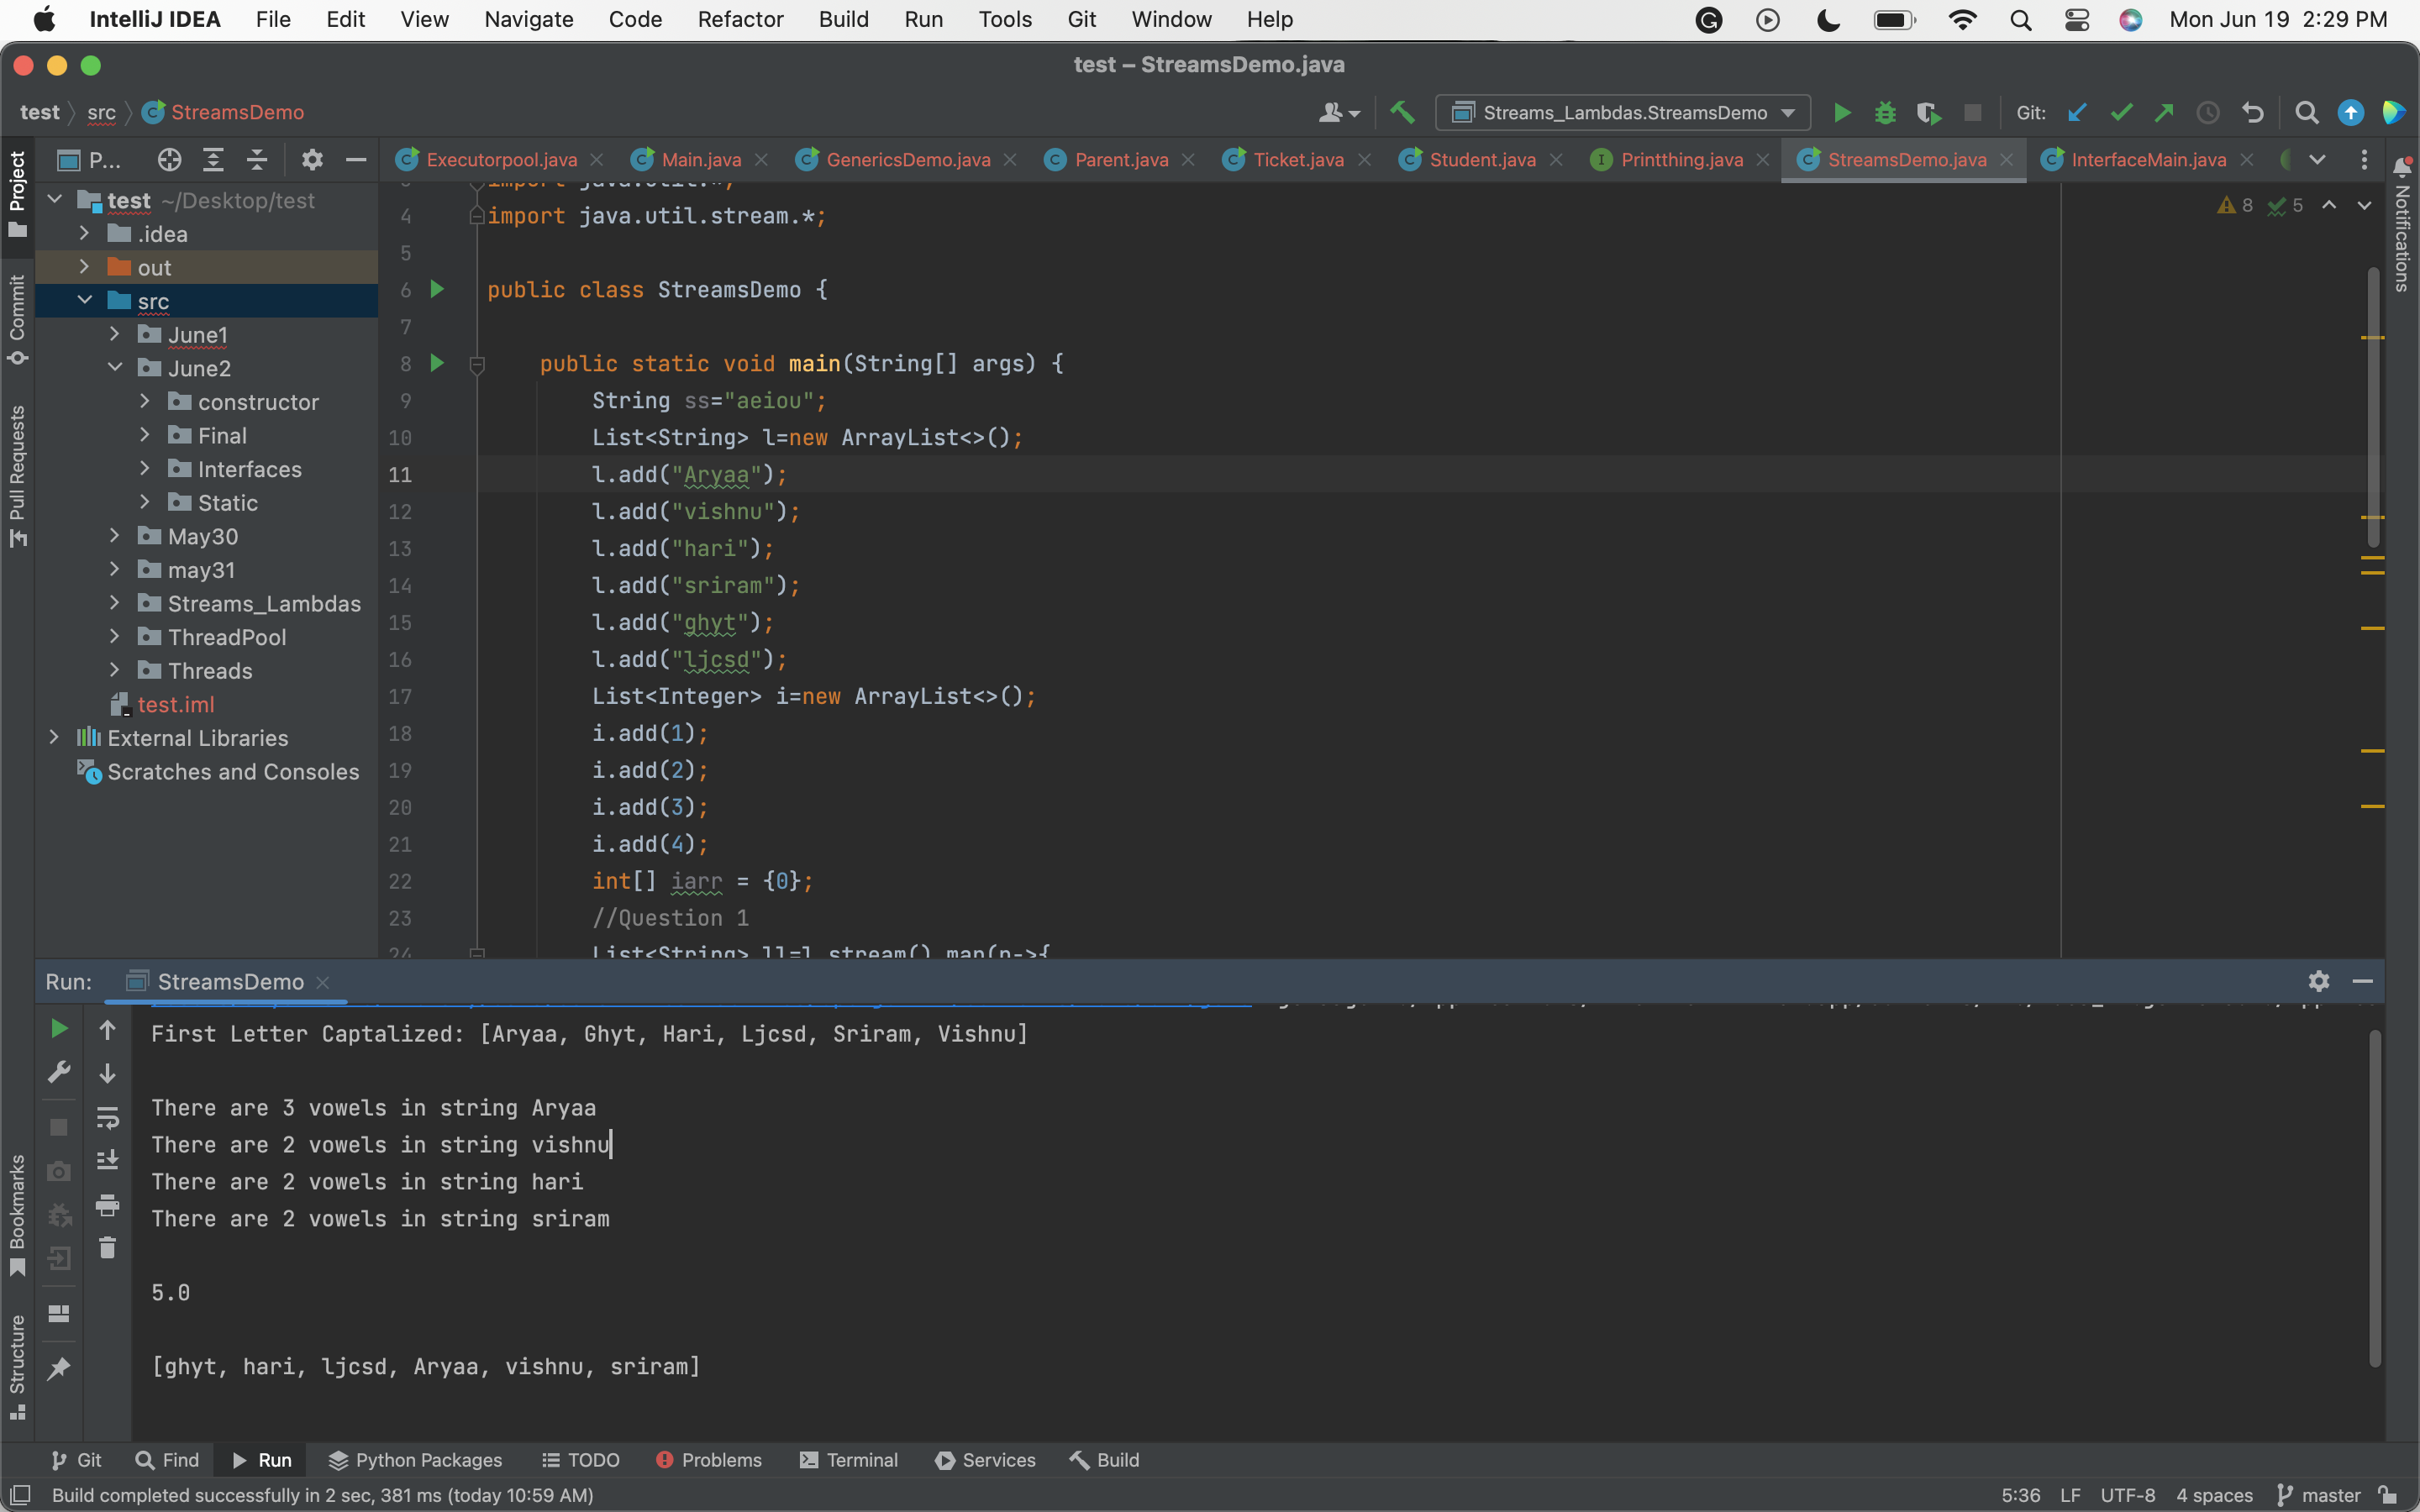 IntelliJ IDEA File Edit View Navigate Code Refactor Build Run Tools Git Window Help Mon Jun 19 2:29 PM
test – StreamsDemo.java
test src StreamsDemo Streams_Lambdas.StreamsDemo Git:
P... Executorpool.java Main.java GenericsDemo.java Parent.java Ticket.java Student.java Printthing.java StreamsDemo.java InterfaceMain.java
Project
Commit
Pull Requests
Bookmarks
Structure
Notifications
test ~/Desktop/test
.idea
out
src
June1
June2
constructor
Final
Interfaces
Static
May30
may31
Streams_Lambdas
ThreadPool
Threads
test.iml
External Libraries
Scratches and Consoles
8 5
import java.util.*;
4 import java.util.stream.*;
5
6 public class StreamsDemo {
7
8 public static void main(String[] args) {
9 String ss="aeiou";
10 List<String> l=new ArrayList<>();
11 l.add("Aryaa");
12 l.add("vishnu");
13 l.add("hari");
14 l.add("sriram");
15 l.add("ghyt");
16 l.add("ljcsd");
17 List<Integer> i=new ArrayList<>();
18 i.add(1);
19 i.add(2);
20 i.add(3);
21 i.add(4);
22 int[] iarr = {0};
23 //Question 1
24 List<String> ll=l.stream().map(n->{
Run: StreamsDemo
First Letter Captalized: [Aryaa, Ghyt, Hari, Ljcsd, Sriram, Vishnu]
There are 3 vowels in string Aryaa
There are 2 vowels in string vishnu
There are 2 vowels in string hari
There are 2 vowels in string sriram
5.0
[ghyt, hari, ljcsd, Aryaa, vishnu, sriram]
Git Find Run Python Packages TODO Problems Terminal Services Build
Build completed successfully in 2 sec, 381 ms (today 10:59 AM) 5:36 LF UTF-8 4 spaces master